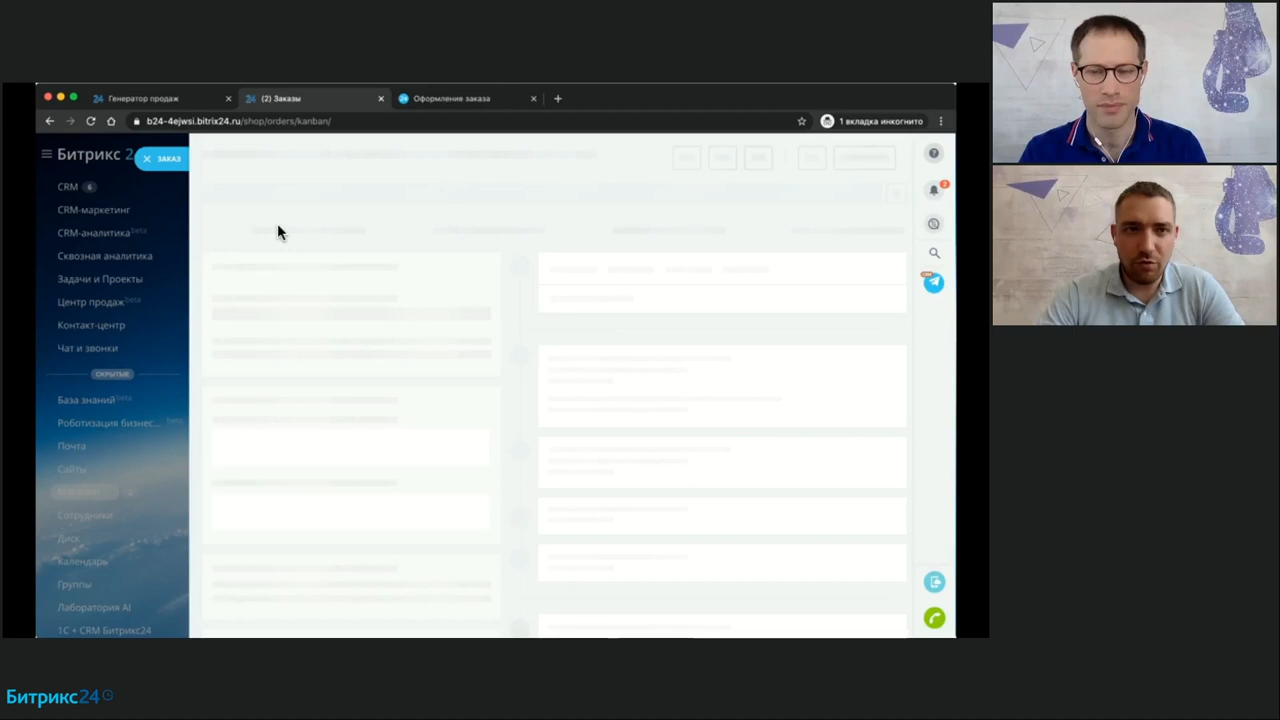 Генератор продаж
(2) Заказы
Оформления заказа
b24-4ejwsi.bitrix24.ru/shop/orders/kanban/
1 вкладка инкогнито
Битрикс 2
ЗАКАЗ
CRM 6
CRM-маркетинг
CRM-аналитика beta
Сквозная аналитика
Задачи и Проекты
Центр продаж beta
Контакт-центр
Чат и звонки
СКРЫТЫЕ
База знаний beta
Роботизация бизнес... beta
Почта
Сайты
Сотрудники
Диск
Календарь
Группы
Лаборатория AI
1С + CRM Битрикс24
2
Битрикс24